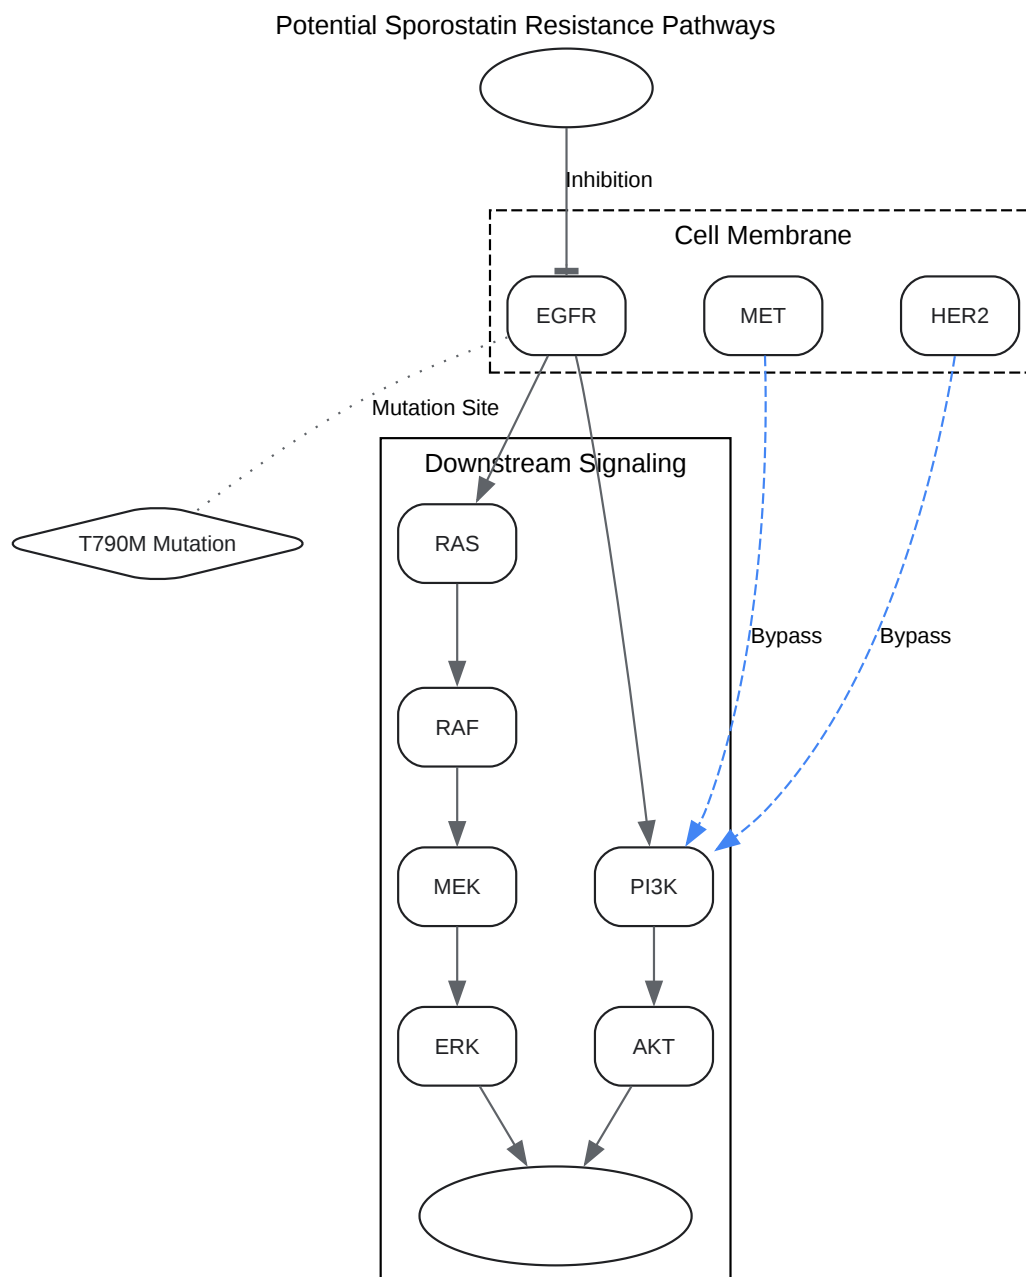 Potential Sporostatin Resistance Pathways
Inhibition
Cell Membrane
EGFR
MET
HER2
Mutation Site
Downstream Signaling
T790M Mutation
RAS
Bypass
Bypass
RAF
MEK
PI3K
ERK
AKT